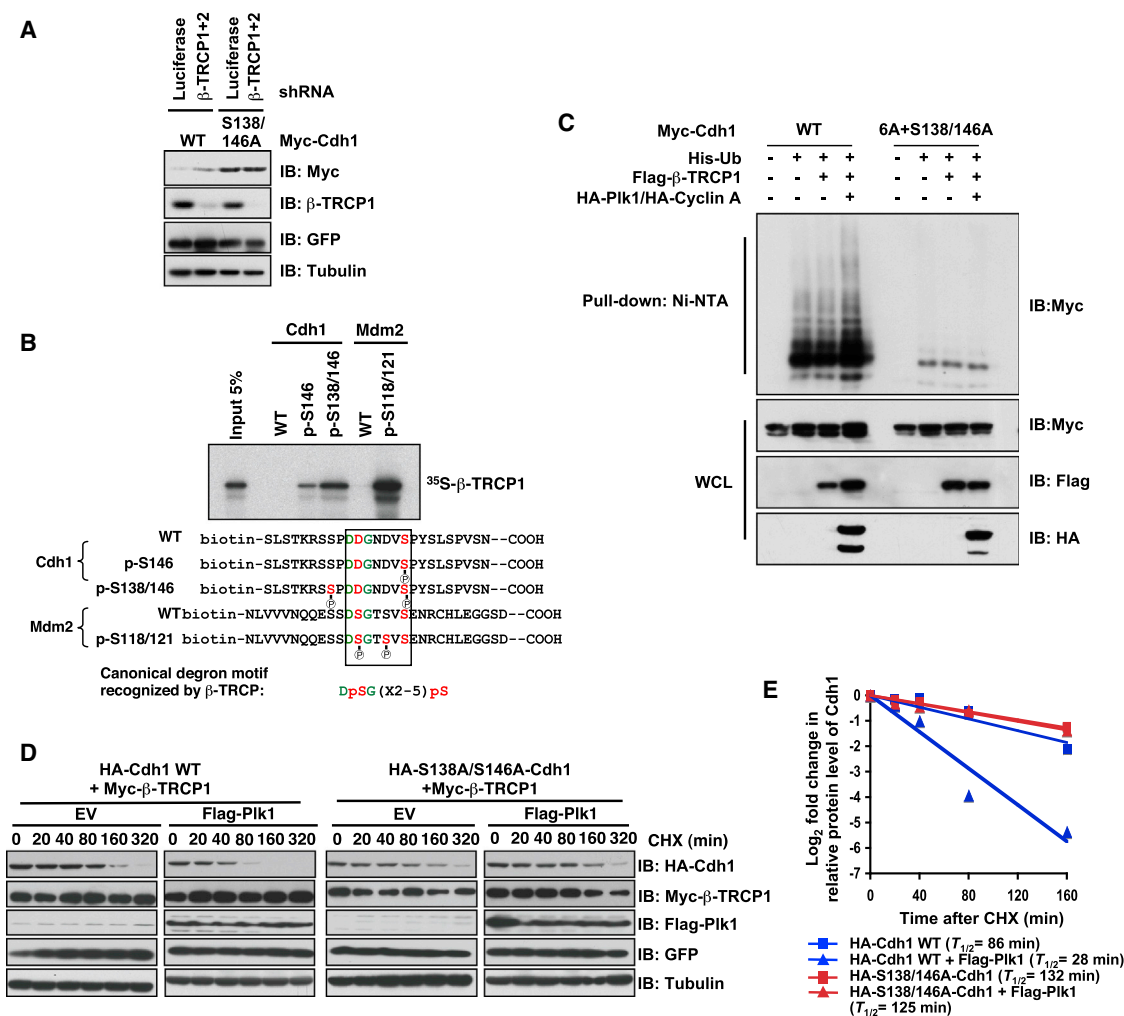 A
Luciferase
β-TRCP1+2
Luciferase
β-TRCP1+2
shRNA
WT
S138/
146A
Myc-Cdh1
IB: Myc
IB: β-TRCP1
IB: GFP
IB: Tubulin
B
Cdh1
Mdm2
Input 5%
WT
p-S146
p-S138/146
WT
p-S118/121
35S-β-TRCP1
WT biotin-SLSTKRSSPDDGNDVSPYSLSPVSN--COOH
Cdh1
p-S146 biotin-SLSTKRSSPDDGNDVSPYSLSPVSN--COOH
P
p-S138/146 biotin-SLSTKRSSPDDGNDVSPYSLSPVSN--COOH
P P
WT biotin-NLVVVNQQESSDSGTSVSENRCHLEGGSD-COOH
Mdm2
p-S118/121 biotin-NLVVVNQQESSDSGTSVSENRCHLEGGSD--COOH
P P
Canonical degron motif
recognized by β-TRCP: DpSG(X2-5)pS
C
Myc-Cdh1 WT 6A+S138/146A
His-Ub - + + + - + + +
Flag-β-TRCP1 - - + + - - + +
HA-Plk1/HA-Cyclin A - - - + - - - +
Pull-down: Ni-NTA
IB:Myc
WCL
IB:Myc
IB: Flag
IB: HA
D
HA-Cdh1 WT
+ Myc-β-TRCP1
HA-S138A/S146A-Cdh1
+Myc-β-TRCP1
EV Flag-Plk1 EV Flag-Plk1
0 20 40 80 160 320 0 20 40 80 160 320 0 20 40 80 160 320 0 20 40 80 160 320 CHX (min)
IB: HA-Cdh1
IB: Myc-β-TRCP1
IB: Flag-Plk1
IB: GFP
IB: Tubulin
E
Log2 fold change in
relative protein level of Cdh1
0
-1
-2
-3
-4
-5
-6
-7
0 40 80 120 160
Time after CHX (min)
HA-Cdh1 WT (T1/2= 86 min)
HA-Cdh1 WT + Flag-Plk1 (T1/2= 28 min)
HA-S138/146A-Cdh1 (T1/2= 132 min)
HA-S138/146A-Cdh1 + Flag-Plk1
(T1/2= 125 min)